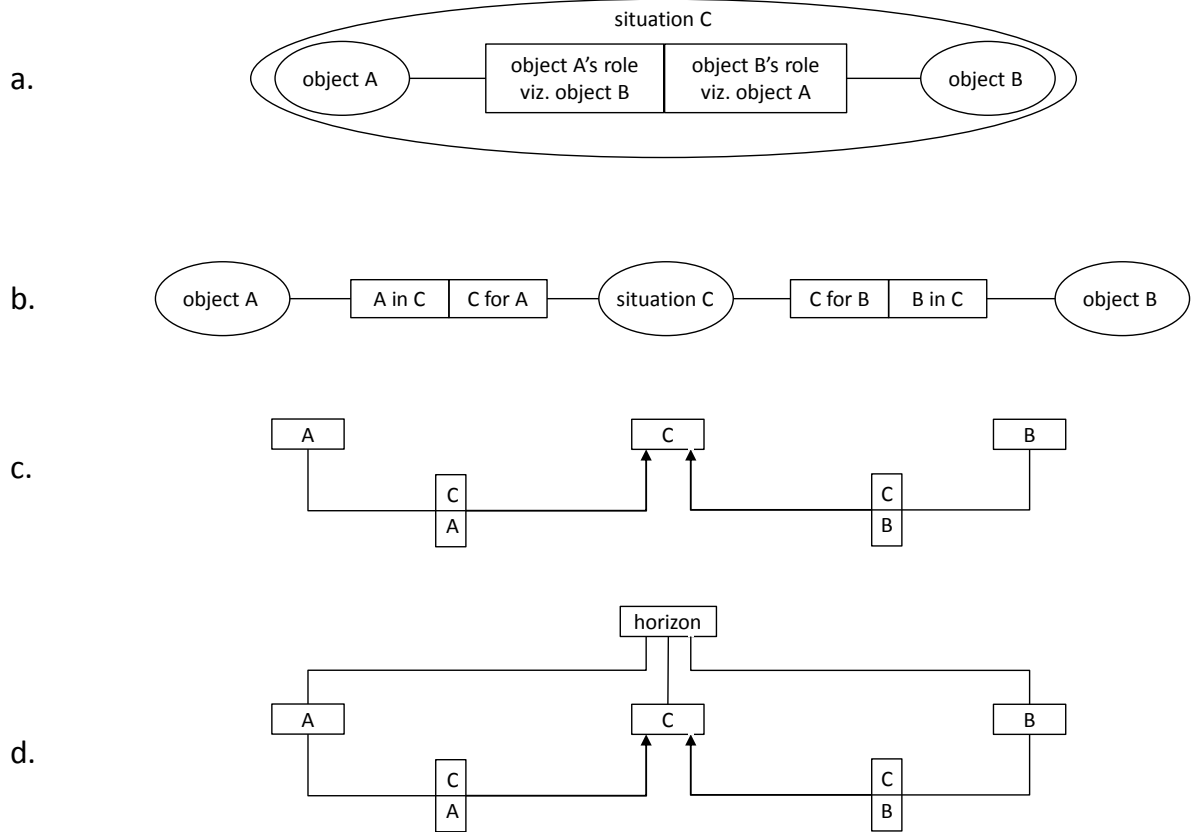 a.
situation C
object A
object A's role
viz. object B
object B's role
viz. object A
object B
b.
object A
A in C
C for A
situation C
C for B
B in C
object B
c.
A
C
B
C
A
C
B
d.
horizon
A
C
B
C
A
C
B